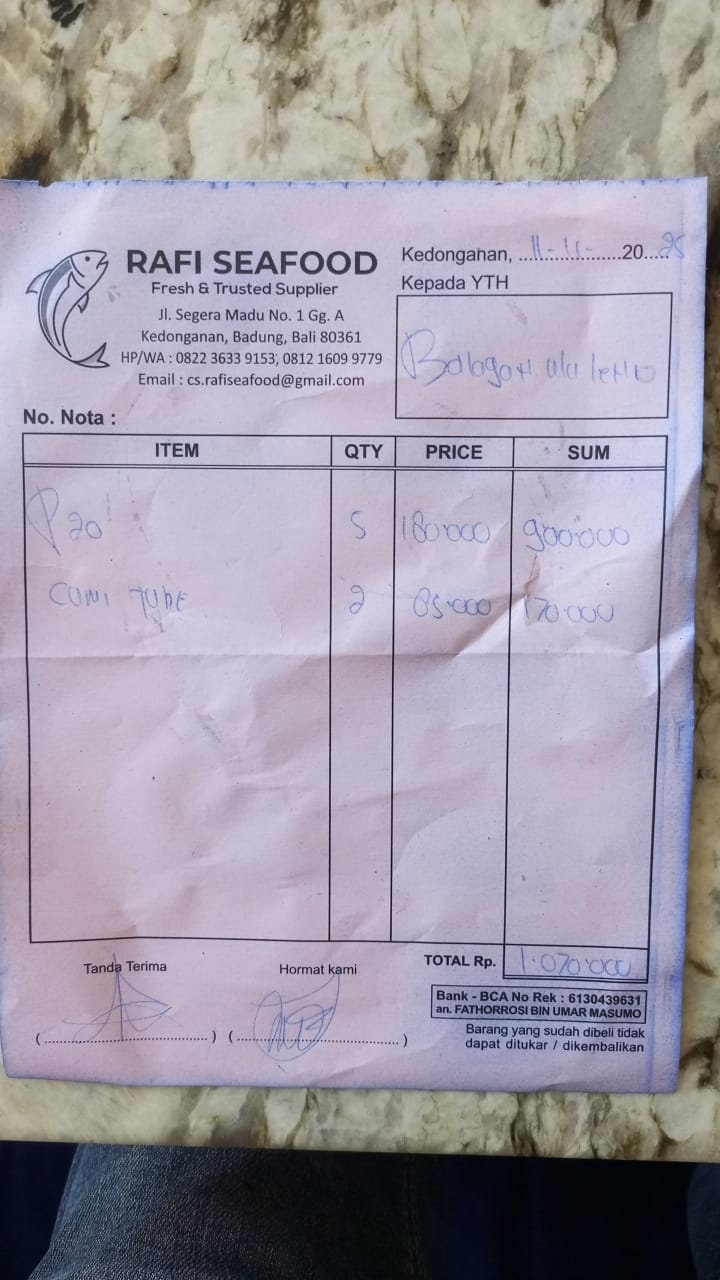 RAFI SEAFOOD
Fresh & Trusted Supplier
Jl. Segera Madu No. 1 Gg. A
Kedonganan, Badung, Bali 80361
HP/WA : 0822 3633 9153, 0812 1609 9779
Email : cs.rafiseafood@gmail.com
Kedonganan, ..11-11-..20..25
Kepada YTH
No. Nota :
ITEM QTY PRICE SUM
P20 5 180.000 900.000
CUMI TUBE 2 85.000 170.000
TOTAL Rp. 1.070.000
Tanda Terima Hormat kami
Bank - BCA No Rek : 6130439631
an. FATHORROSI BIN UMAR MASUMO
Barang yang sudah dibeli tidak
dapat ditukar / dikembalikan